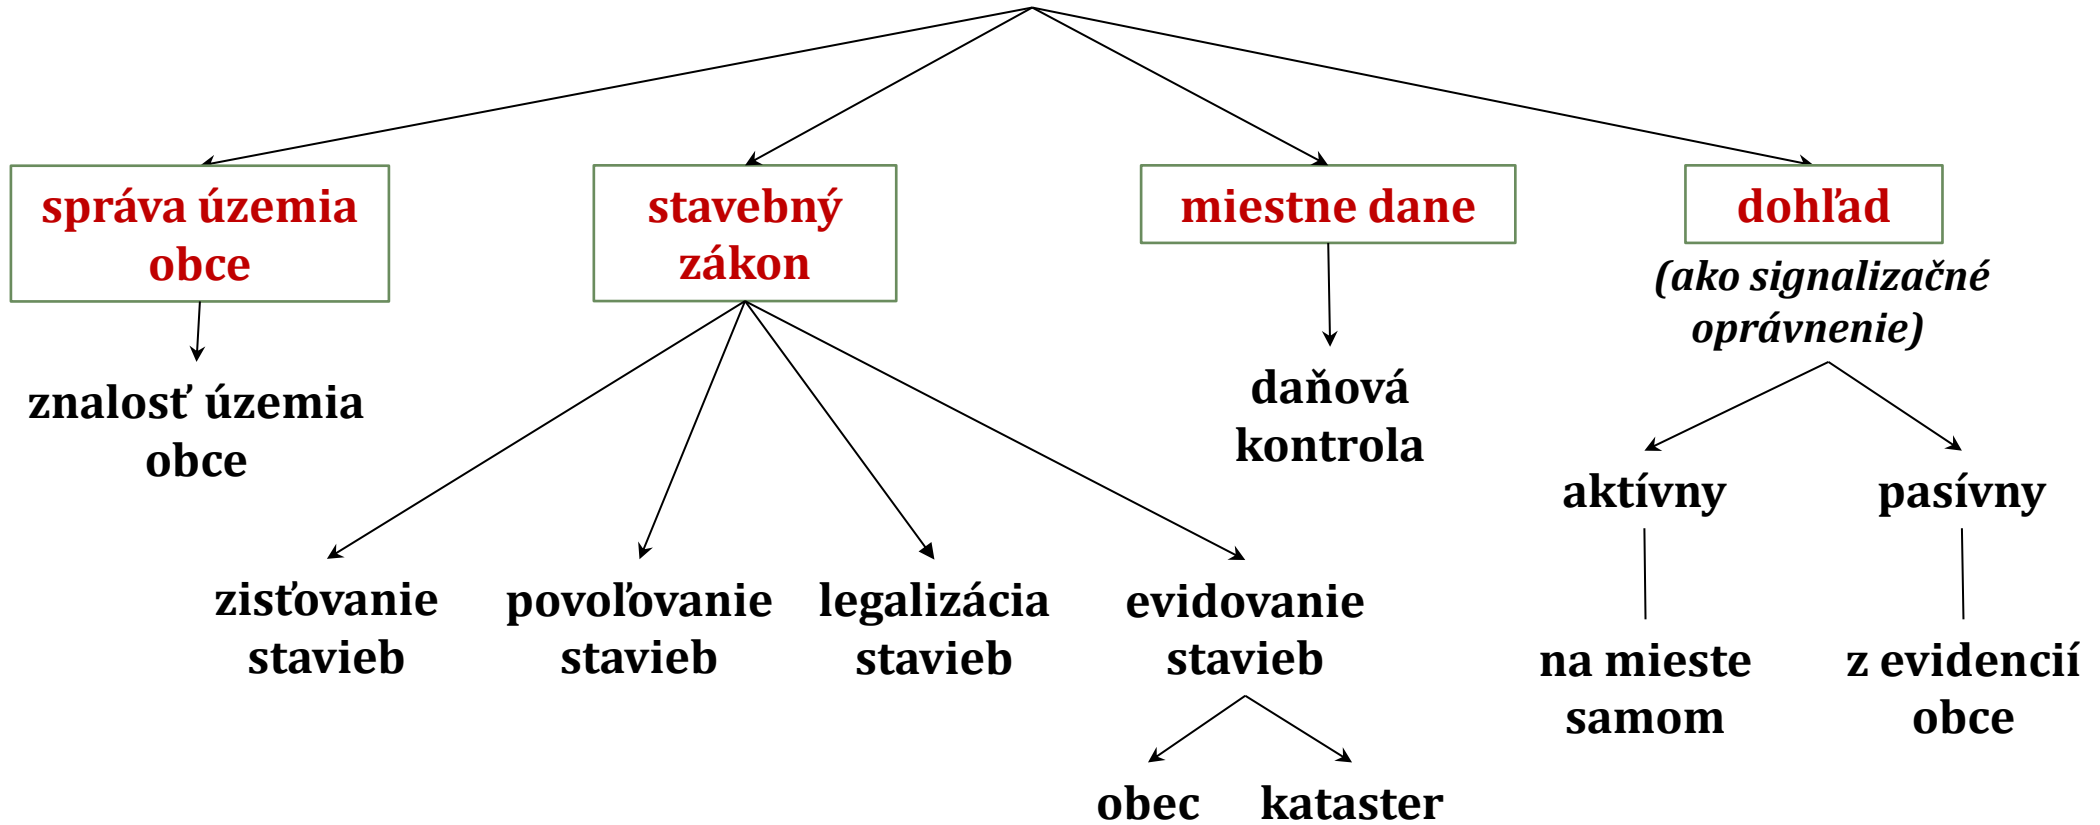 správa územia
obce
stavebný
zákon
miestne dane
dohľad
(ako signalizačné
oprávnenie)
znalosť územia
obce
daňová
kontrola
aktívny
pasívny
zisťovanie
stavieb
povoľovanie
stavieb
legalizácia
stavieb
evidovanie
stavieb
na mieste
samom
z evidencií
obce
obec
kataster